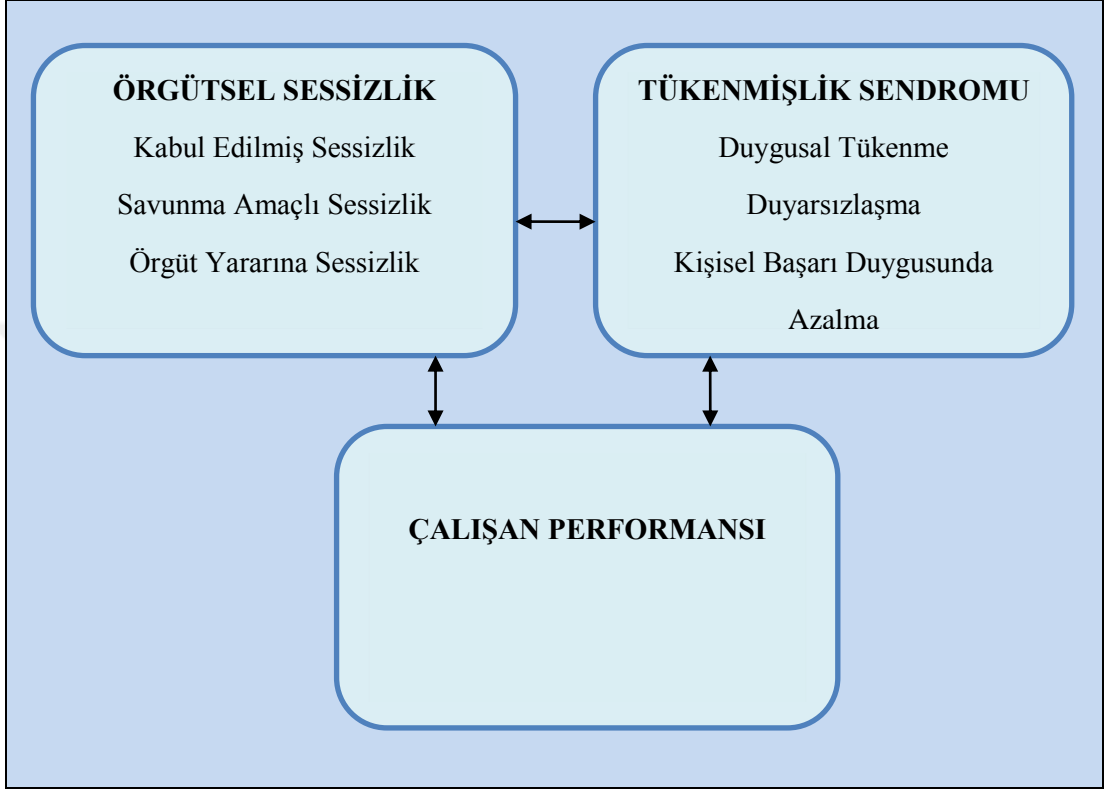 ÖRGÜTSEL SESSİZLİK
Kabul Edilmiş Sessizlik
Savunma Amaçlı Sessizlik
Örgüt Yararına Sessizlik
TÜKENMİŞLİK SENDROMU
Duygusal Tükenme
Duyarsızlaşma
Kişisel Başarı Duygusunda
Azalma
ÇALIŞAN PERFORMANSI